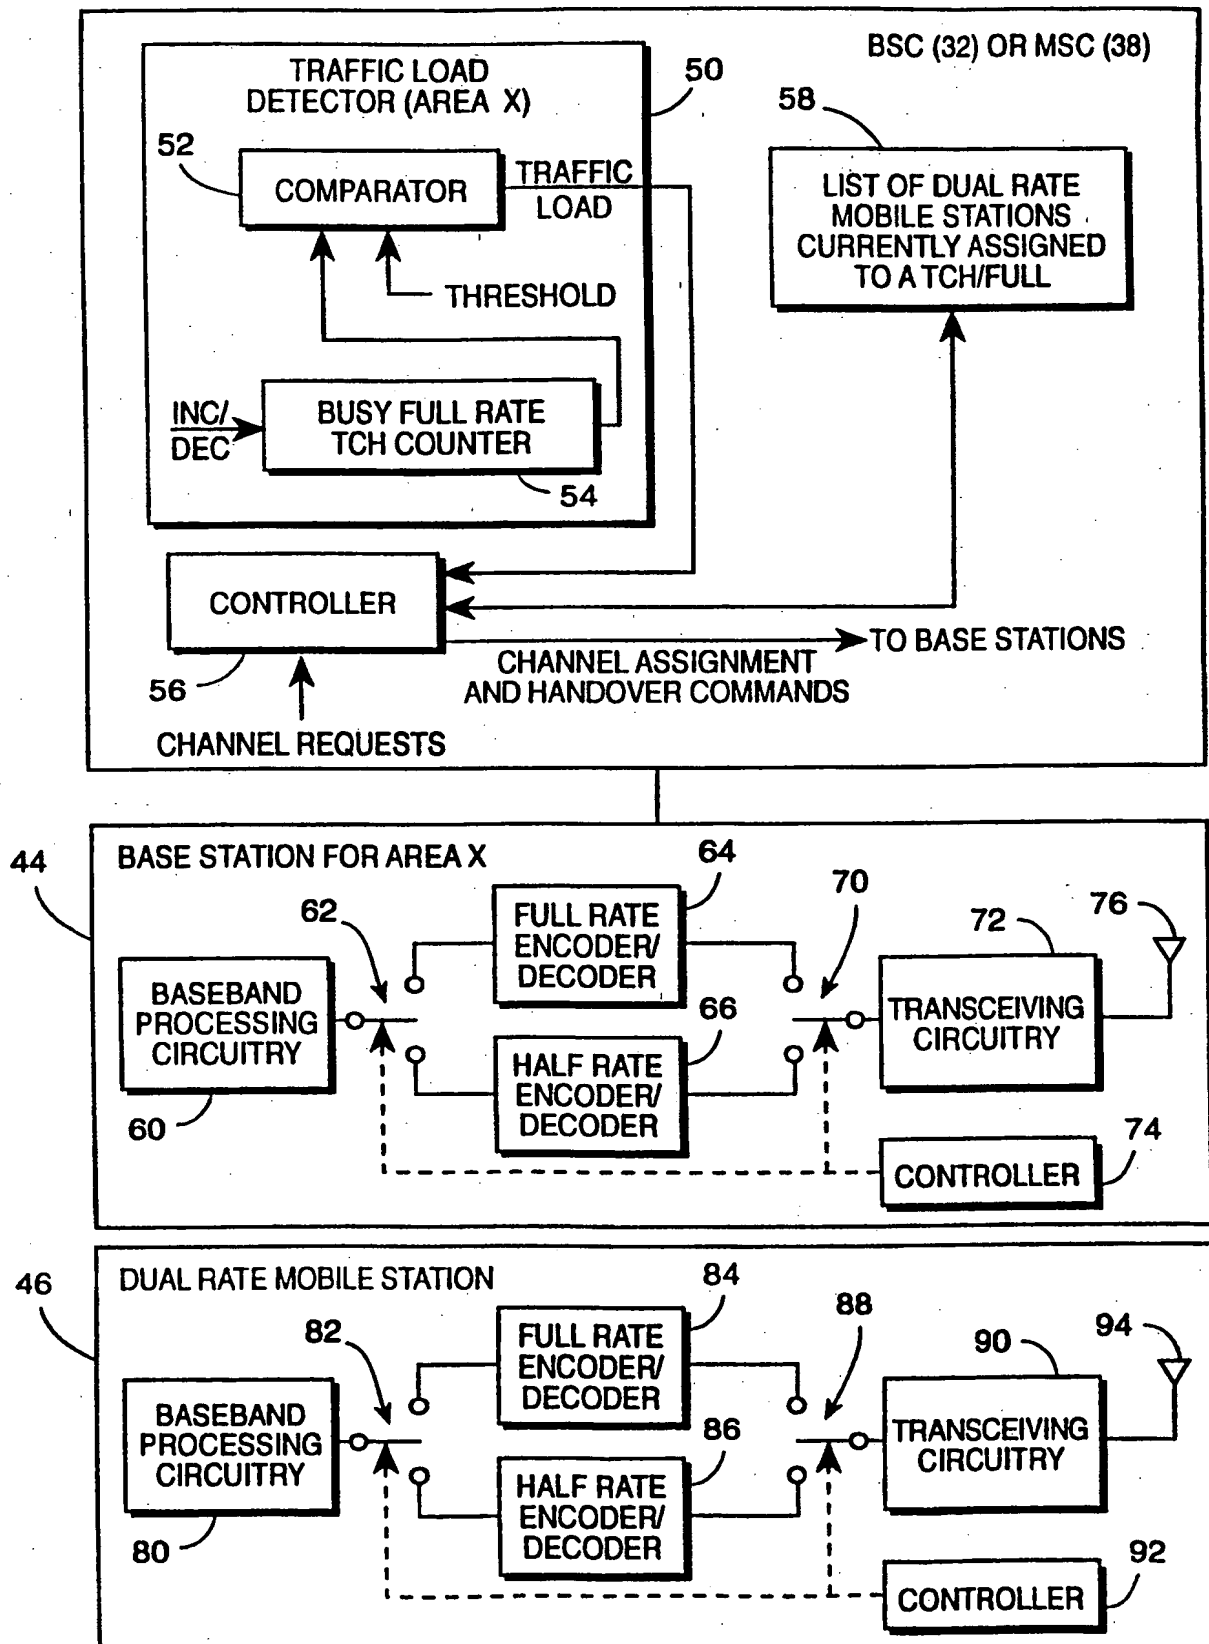 BSC (32) OR MSC (38)
TRAFFIC LOAD
DETECTOR (AREA X)
50
52
COMPARATOR
TRAFFIC
LOAD
THRESHOLD
INC/
DEC
BUSY FULL RATE
TCH COUNTER
54
58
LIST OF DUAL RATE
MOBILE STATIONS
CURRENTLY ASSIGNED
TO A TCH/FULL
CONTROLLER
56
TO BASE STATIONS
CHANNEL ASSIGNMENT
AND HANDOVER COMMANDS
CHANNEL REQUESTS
44
BASE STATION FOR AREA X
BASEBAND
PROCESSING
CIRCUITRY
60
62
64
FULL RATE
ENCODER/
DECODER
66
HALF RATE
ENCODER/
DECODER
70
72
TRANSCEIVING
CIRCUITRY
76
74
CONTROLLER
46
DUAL RATE MOBILE STATION
BASEBAND
PROCESSING
CIRCUITRY
80
82
84
FULL RATE
ENCODER/
DECODER
86
HALF RATE
ENCODER/
DECODER
88
90
TRANSCEIVING
CIRCUITRY
94
92
CONTROLLER